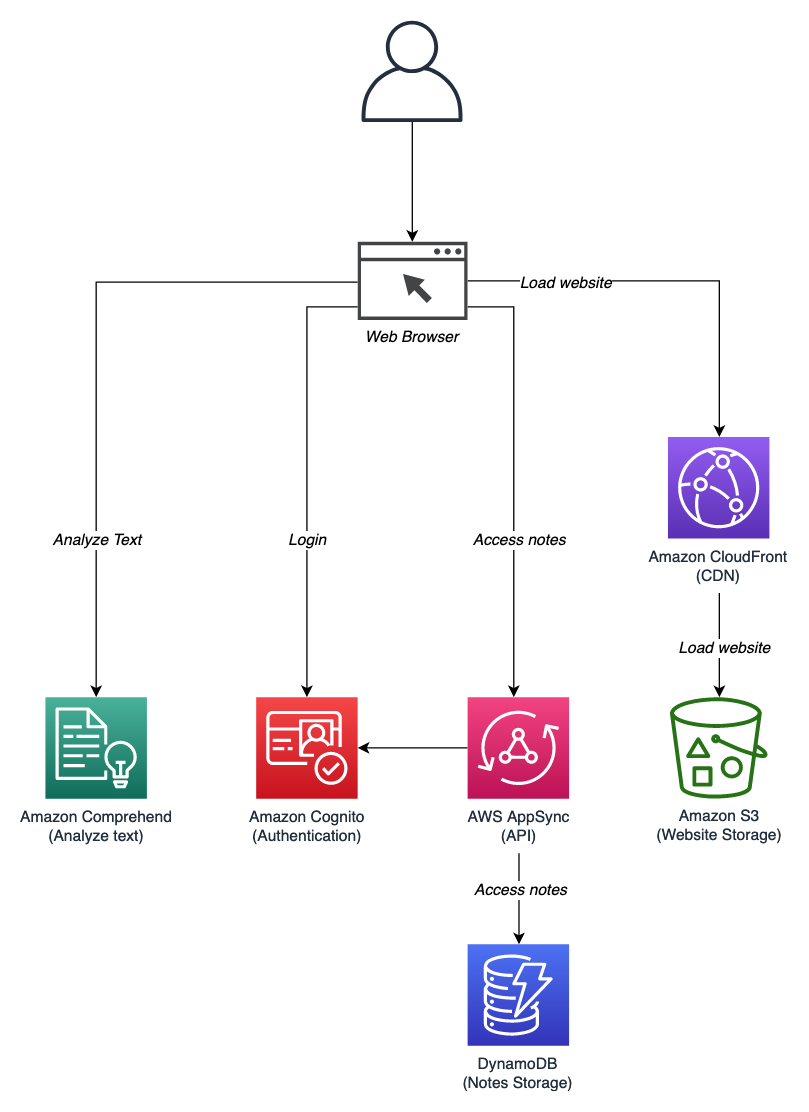 Load website
Web Browser
Analyze Text
Login
Access notes
Amazon CloudFront
(CDN)
Load website
Amazon Comprehend
(Analyze text)
Amazon Cognito
(Authentication)
AWS AppSync
(API)
Amazon S3
(Website Storage)
Access notes
DynamoDB
(Notes Storage)